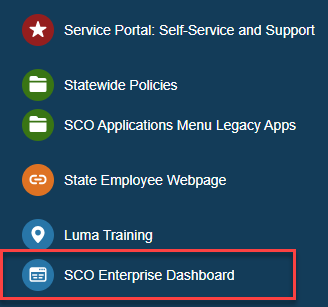 Service Portal: Self-Service and Support
Statewide Policies
SCO Applications Menu Legacy Apps
State Employee Webpage
Luma Training
SCO Enterprise Dashboard